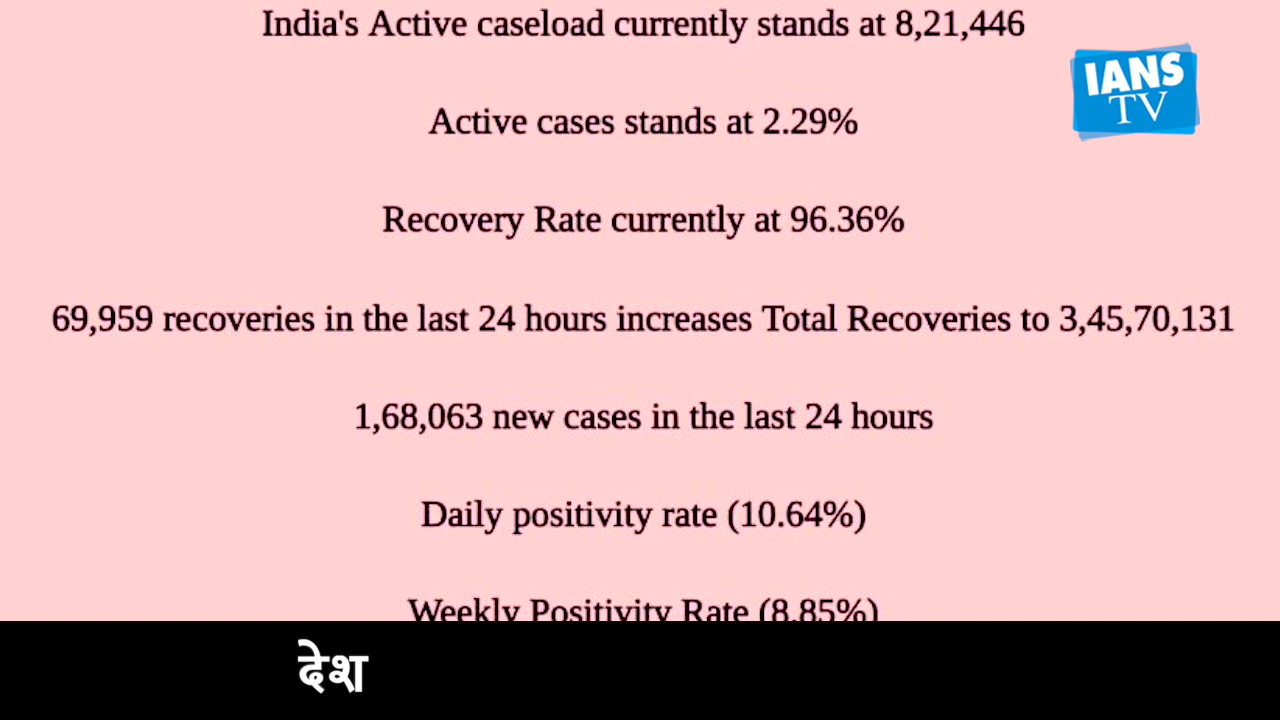 India's Active caseload currently stands at 8,21,446
IANS
TV
Active cases stands at 2.29%
Recovery Rate currently at 96.36%
69,959 recoveries in the last 24 hours increases Total Recoveries to 3,45,70,131
1,68,063 new cases in the last 24 hours
Daily positivity rate (10.64%)
Weekly Positivity Rate (8.85%)
देश